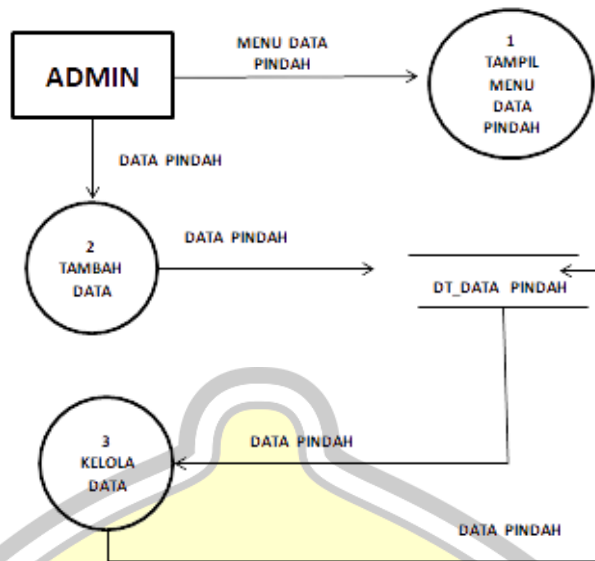 ADMIN
MENU DATA
PINDAH
1
TAMPIL
MENU
DATA
PINDAH
DATA PINDAH
2
TAMBAH
DATA
DATA PINDAH
DT_DATA PINDAH
3
KELOLA
DATA
DATA PINDAH
DATA PINDAH